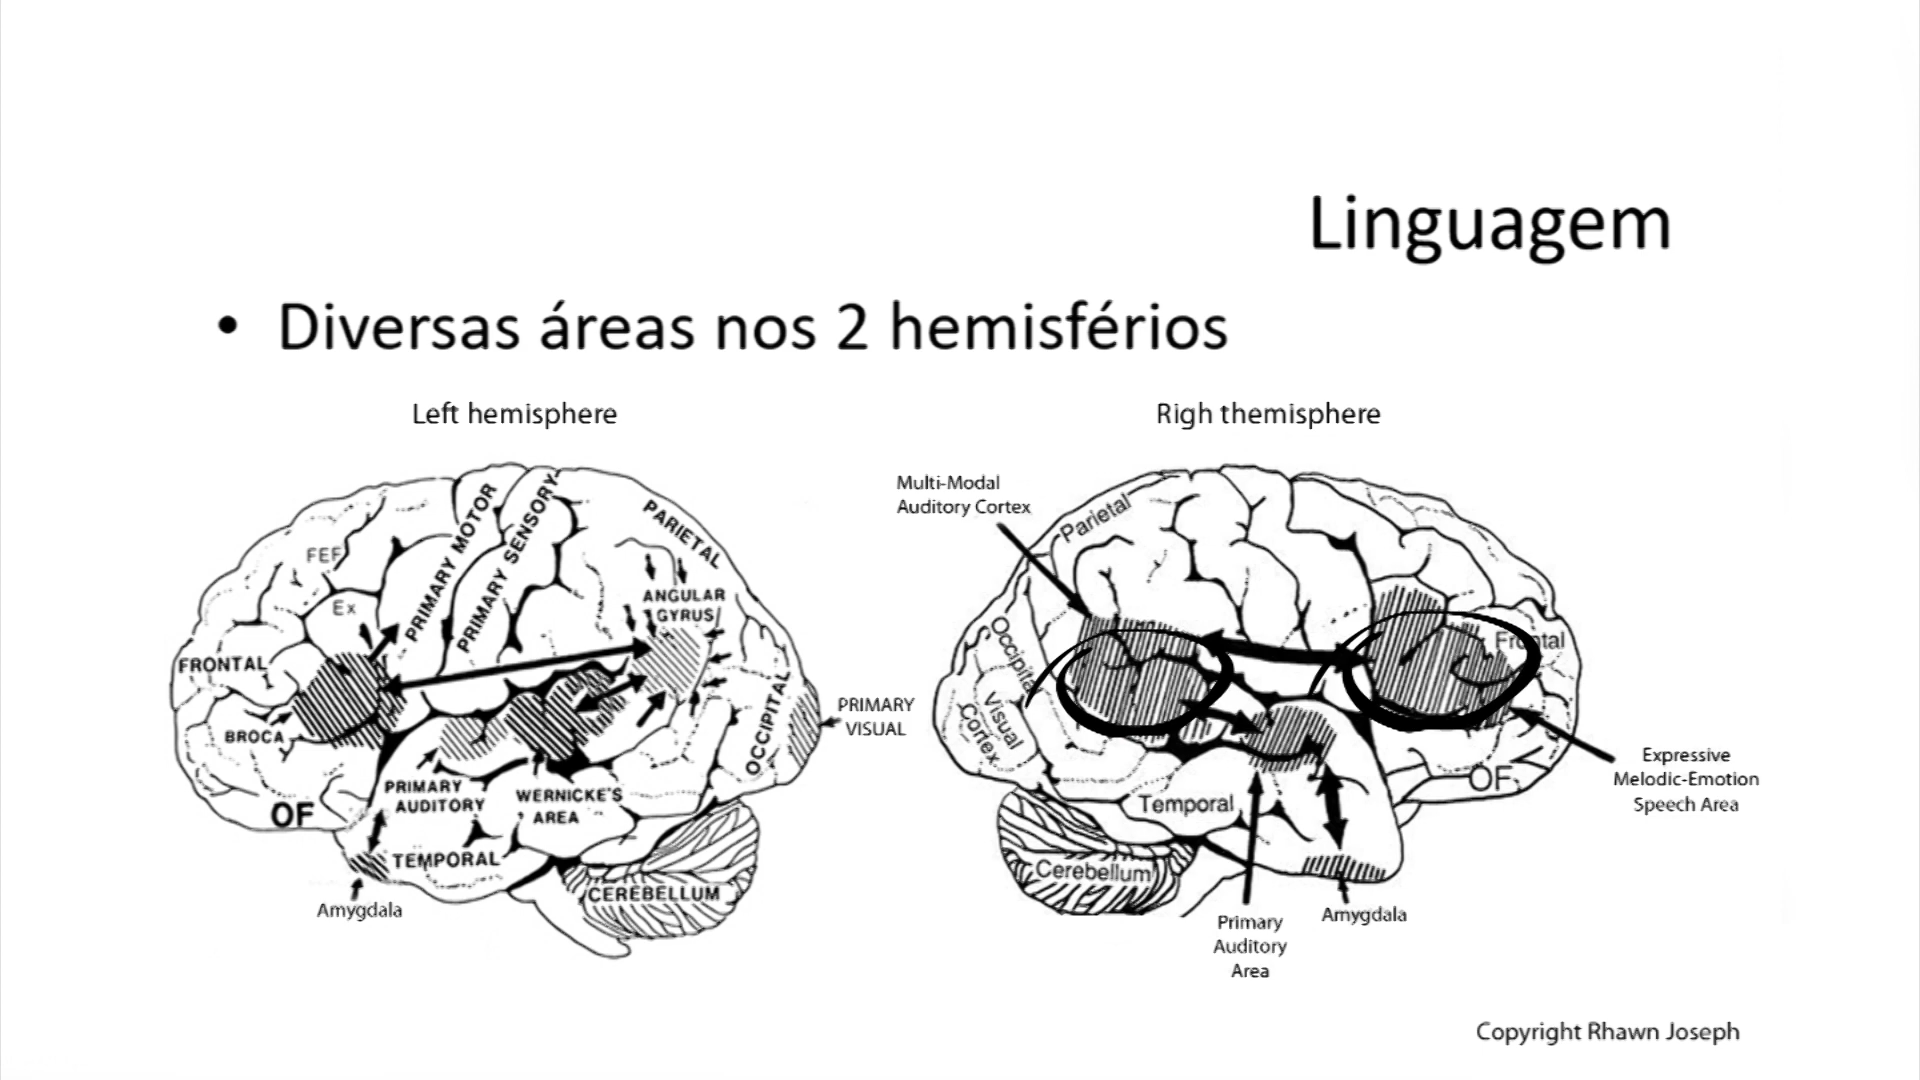 Linguagem
• Diversas áreas nos 2 hemisférios
Left hemisphere
FEF
Ex
PRIMARY MOTOR
PRIMARY SENSORY
PARIETAL
ANGULAR
GYRUS
FRONTAL
BROCA
OCCIPITAL
PRIMARY
VISUAL
PRIMARY
AUDITORY
WERNICKE'S
AREA
OF
TEMPORAL
CEREBELLUM
Amygdala
Righ themisphere
Multi-Modal
Auditory Cortex
Parietal
Occipital
Visual
Cortex
Frontal
Expressive
Melodic-Emotion
Speech Area
OF
Temporal
Cerebellum
Primary
Auditory
Area
Amygdala
Copyright Rhawn Joseph